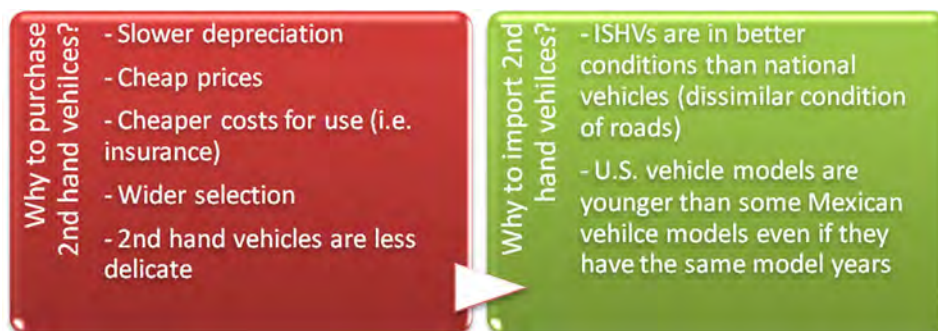 Why to purchase
2nd hand vehilces?
- Slower depreciation
- Cheap prices
- Cheaper costs for use (i.e.
insurance)
- Wider selection
- 2nd hand vehicles are less
delicate
Why to import 2nd
hand vehilces?
- ISHVs are in better
conditions than national
vehicles (dissimilar condition
of roads)
- U.S. vehicle models are
younger than some Mexican
vehilce models even if they
have the same model years